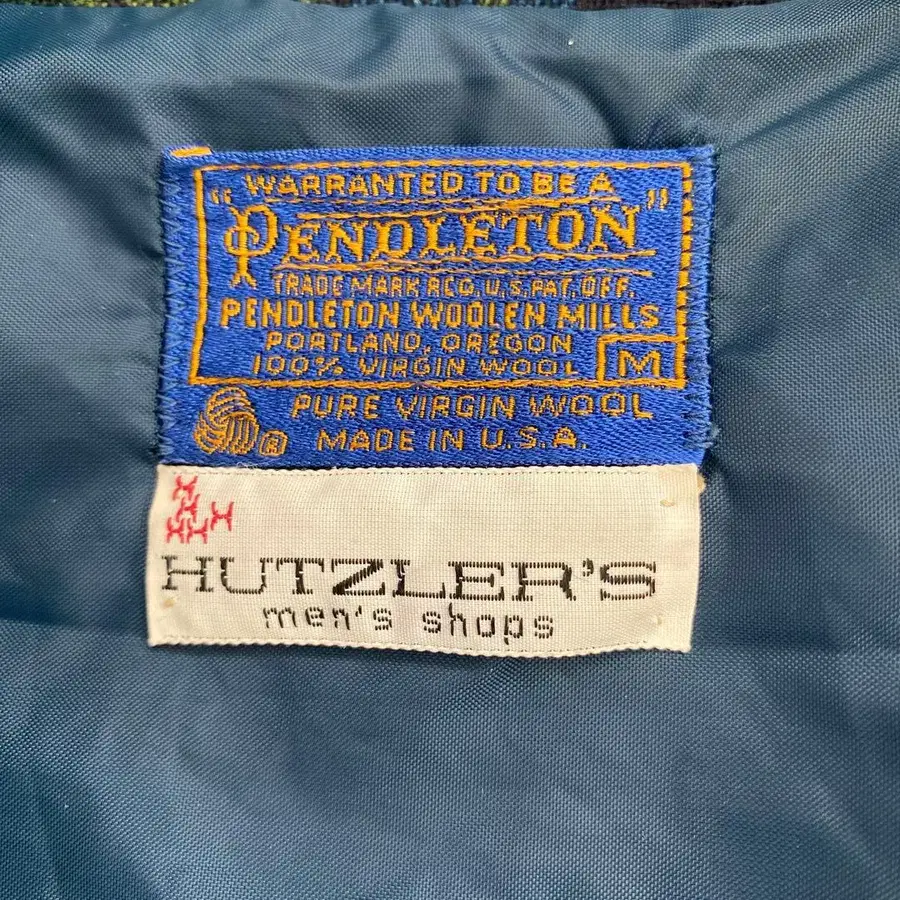 WARRANTED TO BE A
"PENDLETON"
TRADE MARK REG. U.S. PAT. OFF.
PENDLETON WOOLEN MILLS
PORTLAND, OREGON
100% VIRGIN WOOL M
® PURE VIRGIN WOOL
MADE IN U.S.A.
HUTZLER'S
men's shops